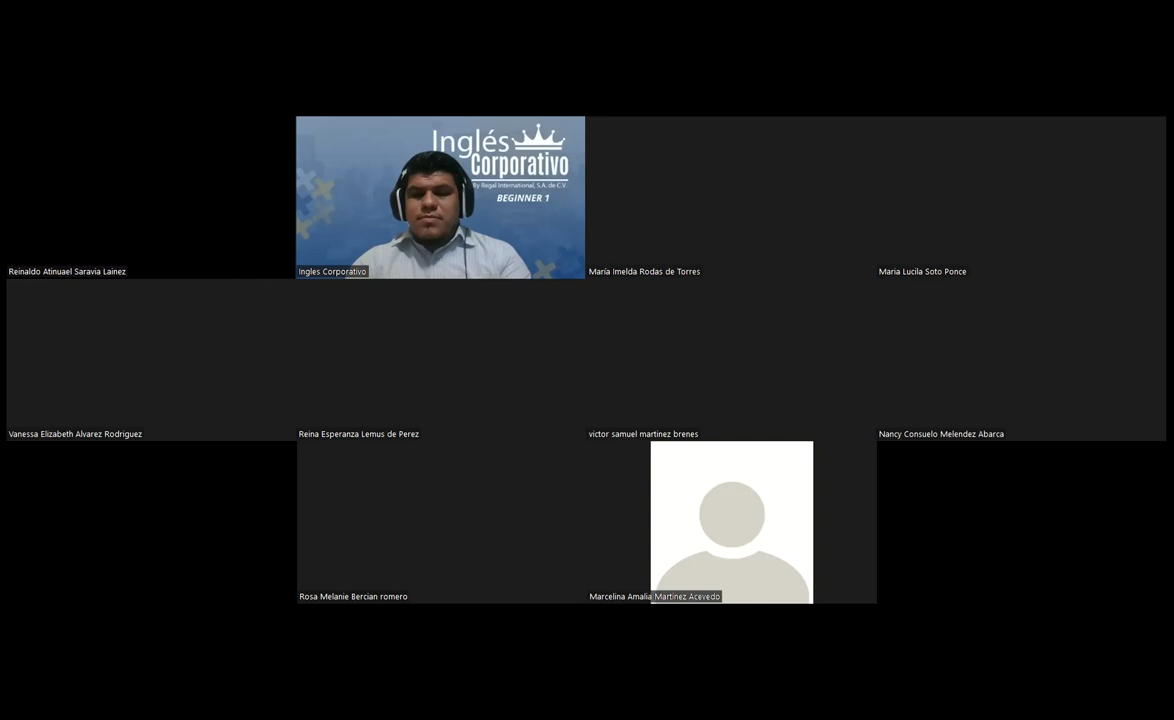 Inglés
Corporativo
By Regal International, S.A. de C.V.
BEGINNER 1
Reinaldo Atinuael Saravia Lainez
Ingles Corporativo
María Imelda Rodas de Torres
Maria Lucila Soto Ponce
Vanessa Elizabeth Alvarez Rodriguez
Reina Esperanza Lemus de Perez
victor samuel martinez brenes
Nancy Consuelo Melendez Abarca
Rosa Melanie Bercian romero
Marcelina Amalia Martinez Acevedo